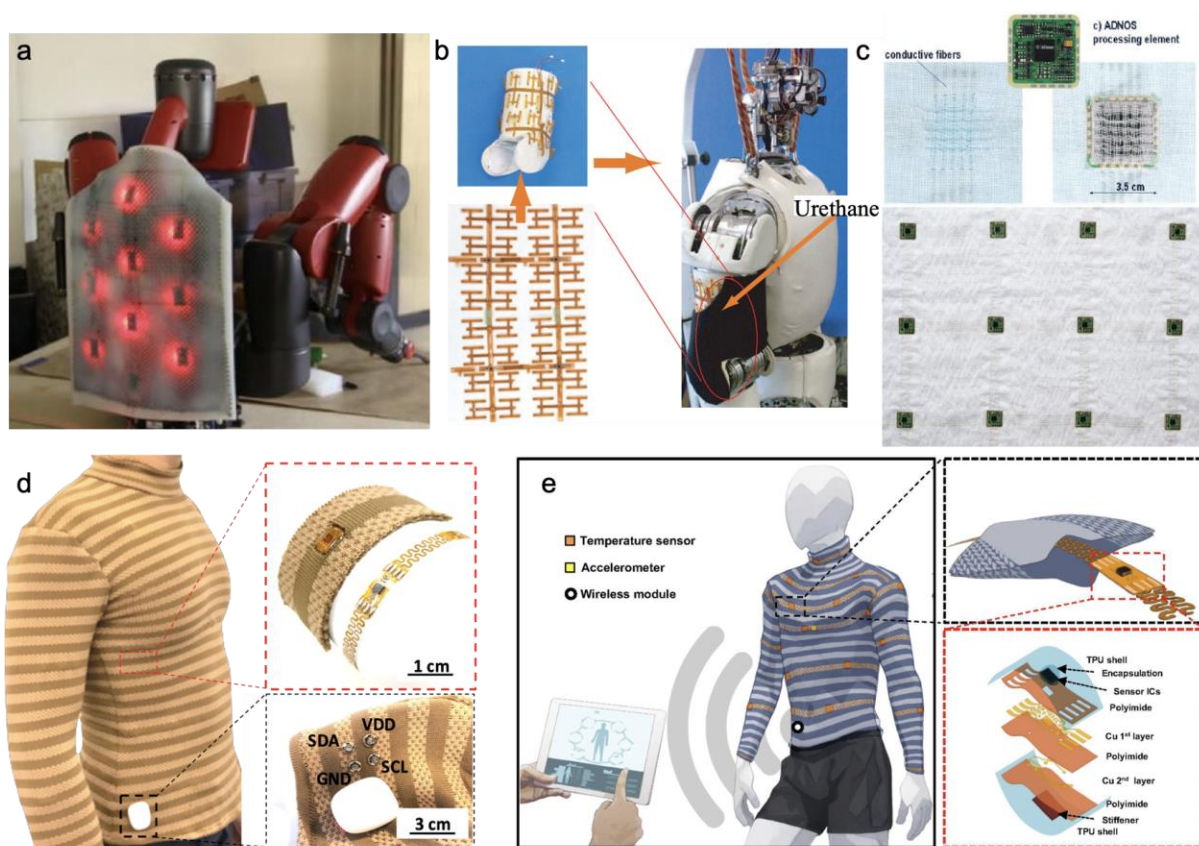 a
b
Urethane
c
c) ADNOS
processing element
conductive fibers
3.5 cm
d
1 cm
VDD
SDA
SCL
GND
3 cm
e
Temperature sensor
Accelerometer
Wireless module
TPU shell
Encapsulation
Sensor ICs
Polyimide
Cu 1st layer
Polyimide
Cu 2nd layer
Polyimide
Stiffener
TPU shell